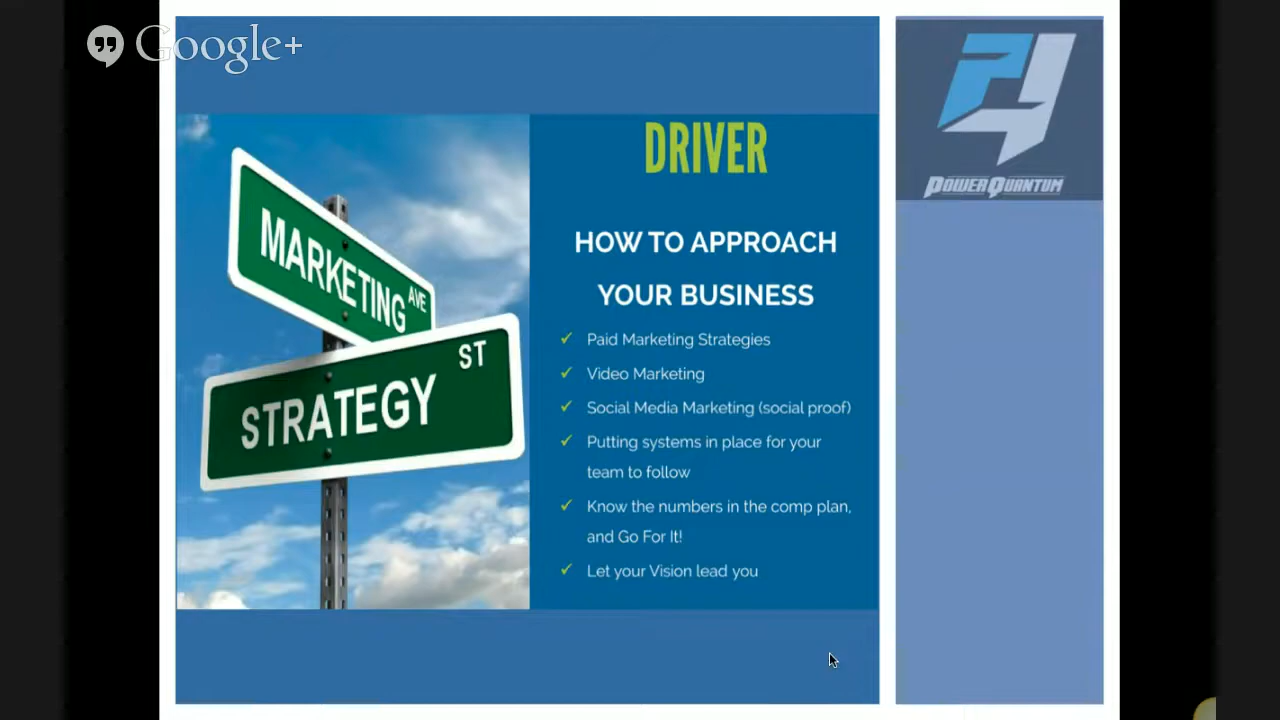 Google+
DRIVER
MARKETING AVE
STRATEGY ST
HOW TO APPROACH
YOUR BUSINESS
Paid Marketing Strategies
Video Marketing
Social Media Marketing (social proof)
Putting systems in place for your
team to follow
Know the numbers in the comp plan,
and Go For It!
Let your Vision lead you
POWERQUANTUM